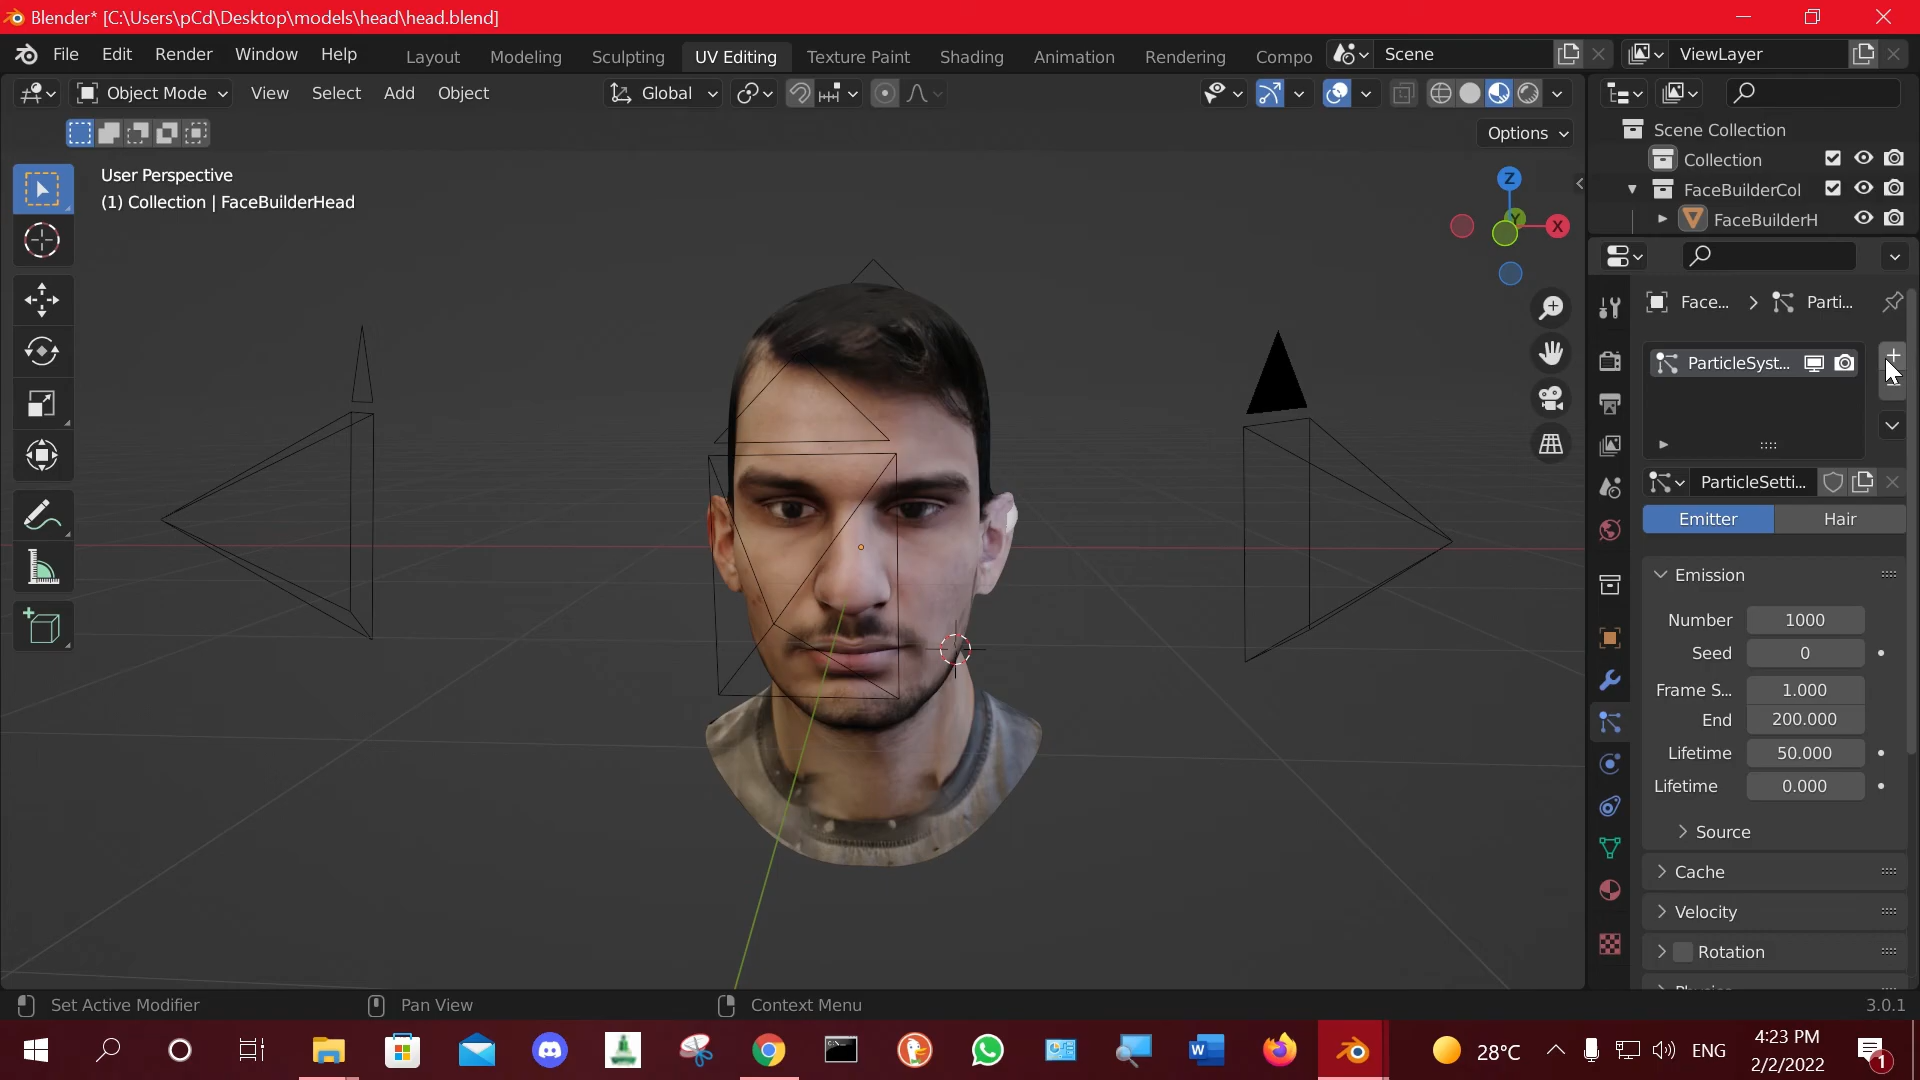 Blender* [C:\Users\pCd\Desktop\models\head\head.blend]
File Edit Render Window Help Layout Modeling Sculpting UV Editing Texture Paint Shading Animation Rendering Compo Scene ViewLayer
Object Mode View Select Add Object Global
Options
User Perspective
(1) Collection | FaceBuilderHead
Z
Y
X
Scene Collection
Collection
FaceBuilderCol
FaceBuilderH
Face... Parti...
ParticleSyst...
ParticleSetti...
Emitter Hair
Emission
Number 1000
Seed 0
Frame S... 1.000
End 200.000
Lifetime 50.000
Lifetime 0.000
Source
Cache
Velocity
Rotation
Set Active Modifier Pan View Context Menu 3.0.1
28°C ENG 4:23 PM
2/2/2022
1